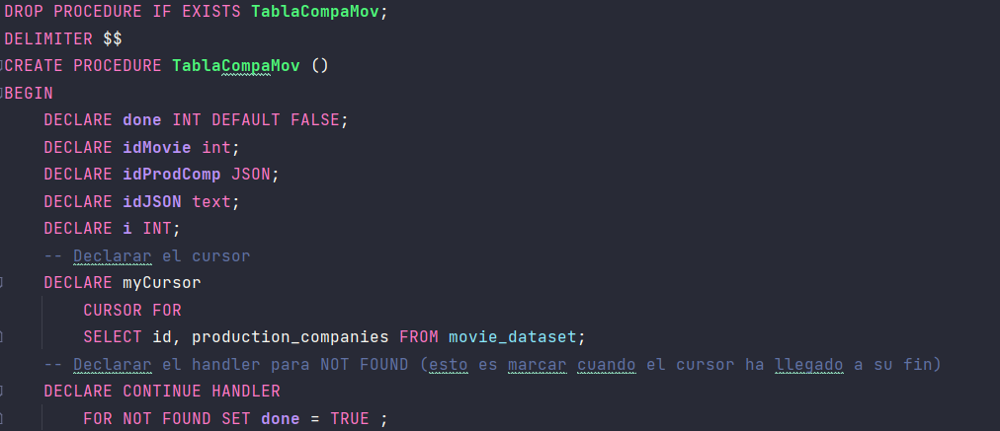 DROP PROCEDURE IF EXISTS TablaCompaMov;
DELIMITER $$
CREATE PROCEDURE TablaCompaMov ()
BEGIN
    DECLARE done INT DEFAULT FALSE;
    DECLARE idMovie int;
    DECLARE idProdComp JSON;
    DECLARE idJSON text;
    DECLARE i INT;
    -- Declarar el cursor
    DECLARE myCursor
        CURSOR FOR
        SELECT id, production_companies FROM movie_dataset;
    -- Declarar el handler para NOT FOUND (esto es marcar cuando el cursor ha llegado a su fin)
    DECLARE CONTINUE HANDLER
        FOR NOT FOUND SET done = TRUE ;